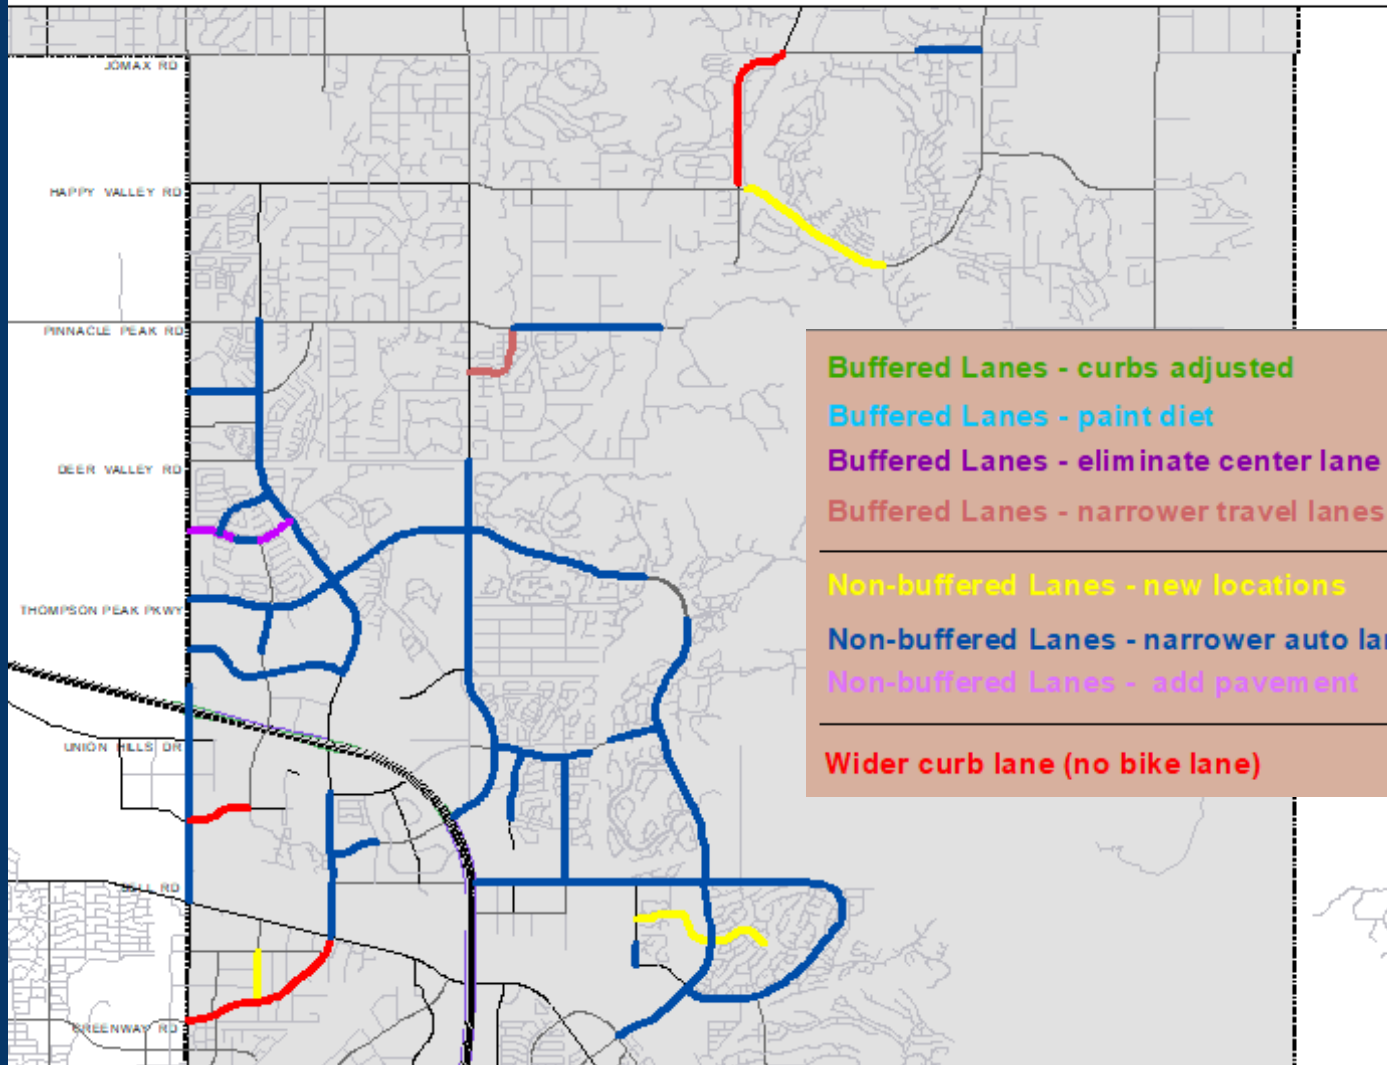 JOMAX RD
HAPPY VALLEY RD
PINNACLE PEAK RD
DEER VALLEY RD
THOMPSON PEAK PKWY
UNION HILLS DR
BELL RD
GREENWAY RD
Buffered Lanes - curbs adjusted
Buffered Lanes - paint diet
Buffered Lanes - eliminate center lane
Buffered Lanes - narrower travel lanes
Non-buffered Lanes - new locations
Non-buffered Lanes - narrower auto lan
Non-buffered Lanes - add pavement
Wider curb lane (no bike lane)